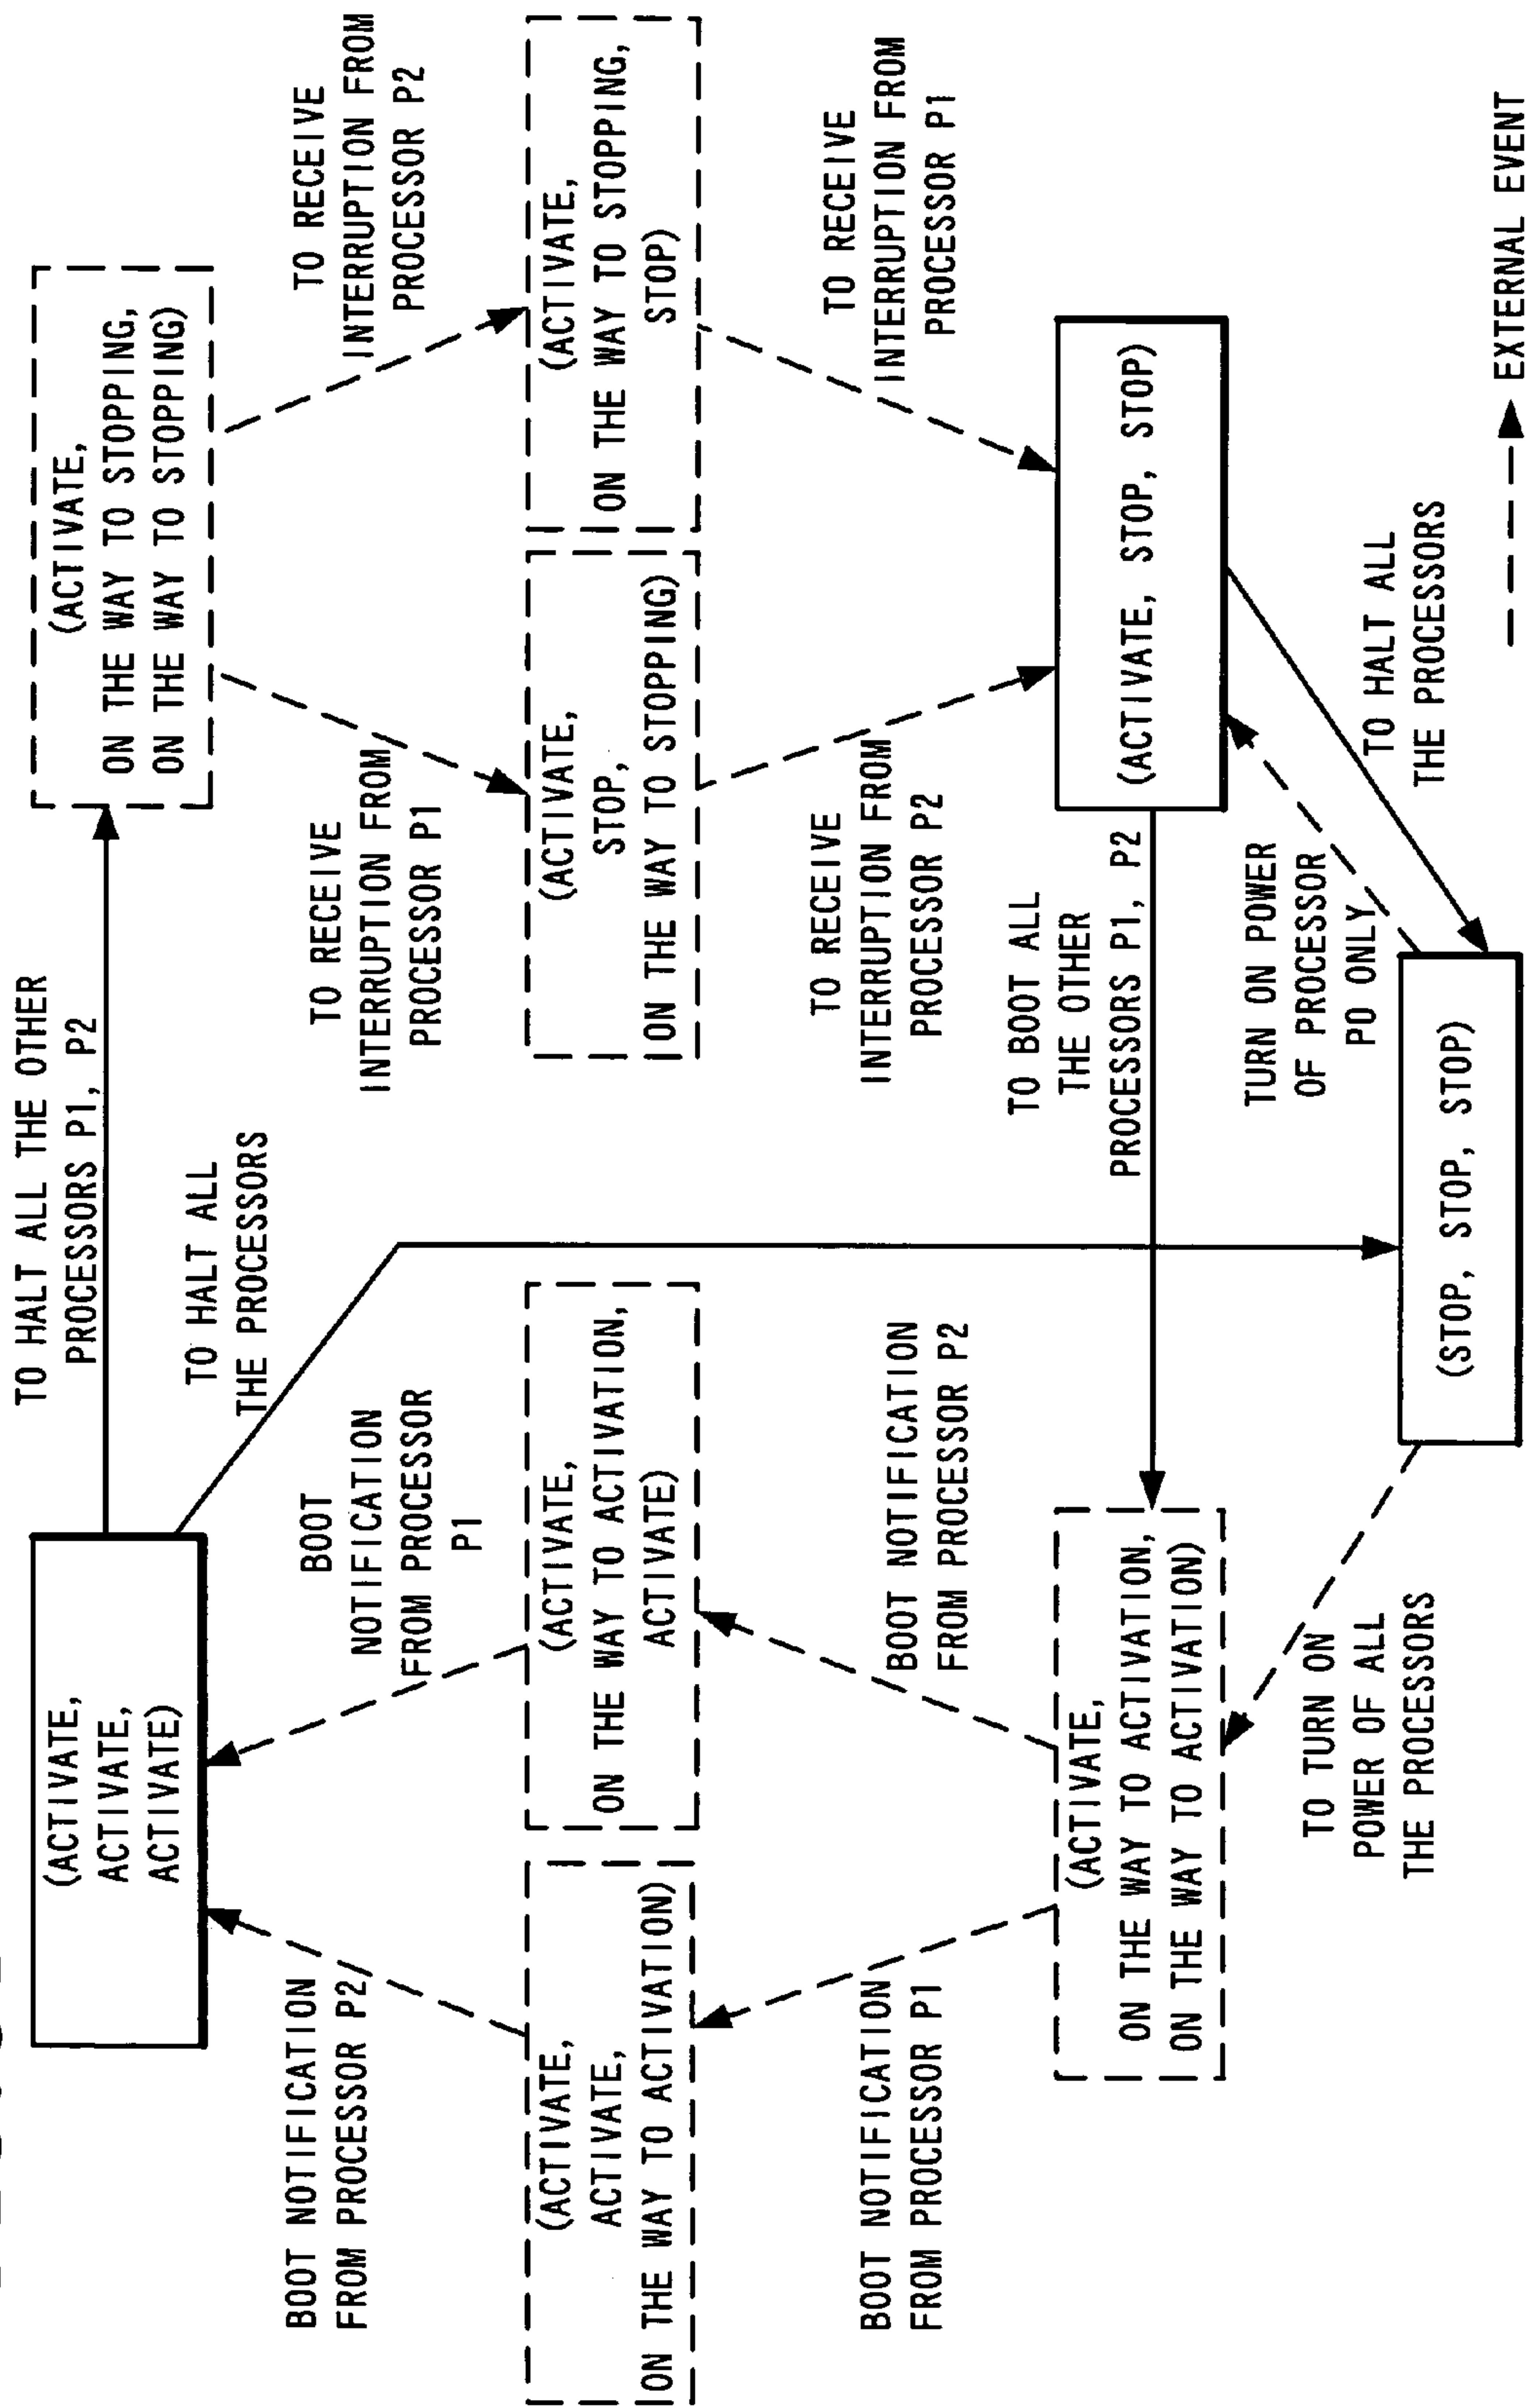 TO HALT ALL THE OTHER
PROCESSORS P1, P2
(ACTIVATE,
ACTIVATE,
ACTIVATE)
TO HALT ALL
THE PROCESSORS
(ACTIVATE,
ON THE WAY TO STOPPING,
ON THE WAY TO STOPPING)
BOOT NOTIFICATION
FROM PROCESSOR P2
BOOT
NOTIFICATION
FROM PROCESSOR
P1
TO RECEIVE
INTERRUPTION FROM
PROCESSOR P1
TO RECEIVE
INTERRUPTION FROM
PROCESSOR P2
(ACTIVATE,
ACTIVATE,
ON THE WAY TO ACTIVATION)
(ACTIVATE,
ON THE WAY TO ACTIVATION,
ACTIVATE)
(ACTIVATE,
STOP,
ON THE WAY TO STOPPING)
(ACTIVATE,
ON THE WAY TO STOPPING,
STOP)
BOOT NOTIFICATION
FROM PROCESSOR P1
BOOT NOTIFICATION
FROM PROCESSOR P2
TO RECEIVE
INTERRUPTION FROM
PROCESSOR P2
TO RECEIVE
INTERRUPTION FROM
PROCESSOR P1
TO BOOT ALL
THE OTHER
PROCESSORS P1, P2
(ACTIVATE,
ON THE WAY TO ACTIVATION,
ON THE WAY TO ACTIVATION)
(ACTIVATE, STOP, STOP)
TURN ON POWER
OF PROCESSOR
P0 ONLY
TO TURN ON
POWER OF ALL
THE PROCESSORS
TO HALT ALL
THE PROCESSORS
(STOP, STOP, STOP)
EXTERNAL EVENT